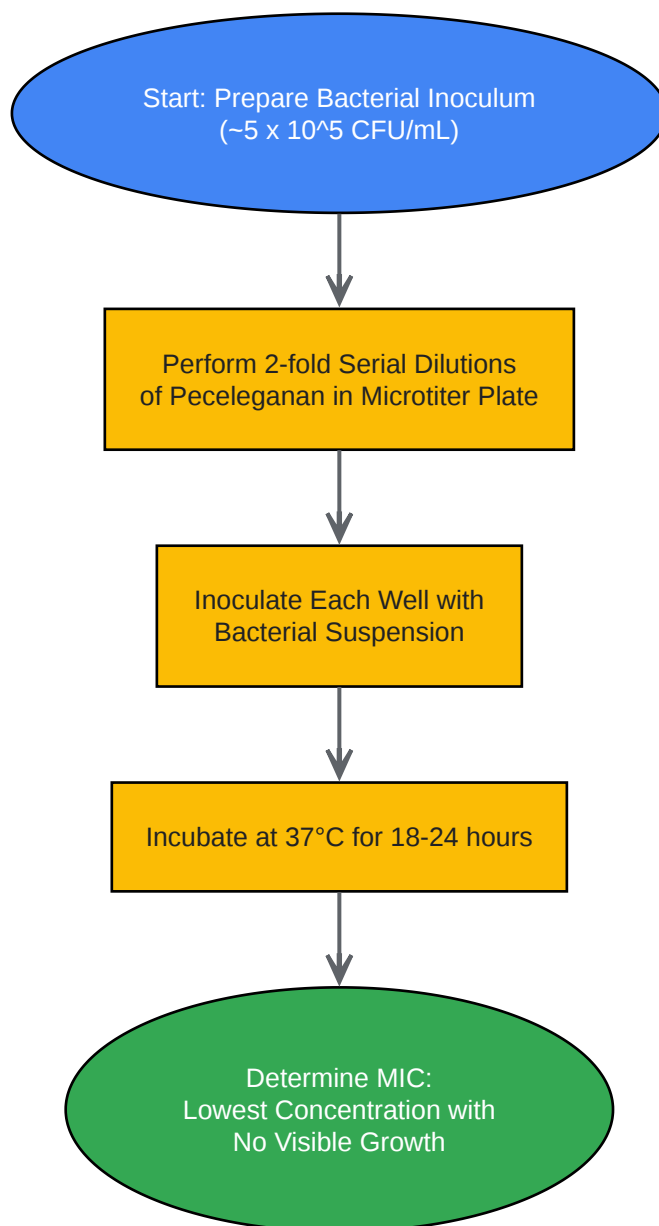 Start: Prepare Bacterial Inoculum
(~5 x 10^5 CFU/mL)
Perform 2-fold Serial Dilutions
of Peceleganan in Microtiter Plate
Inoculate Each Well with
Bacterial Suspension
Incubate at 37°C for 18-24 hours
Determine MIC:
Lowest Concentration with
No Visible Growth